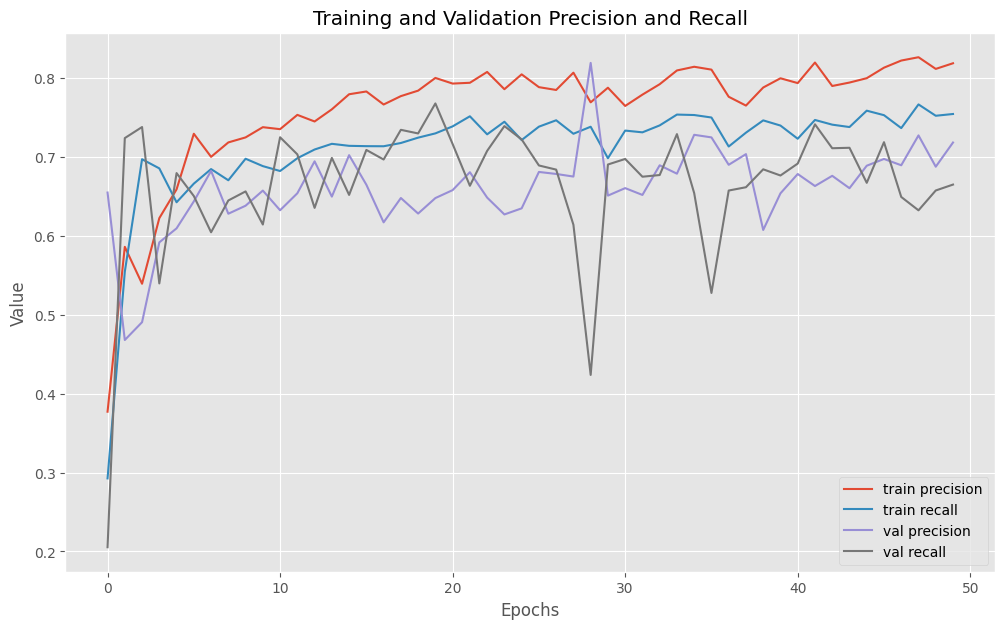 Training and Validation Precision and Recall
Value
0.8
0.7
0.6
0.5
0.4
0.3
0.2
0
10
20
30
40
50
Epochs
train precision
train recall
val precision
val recall